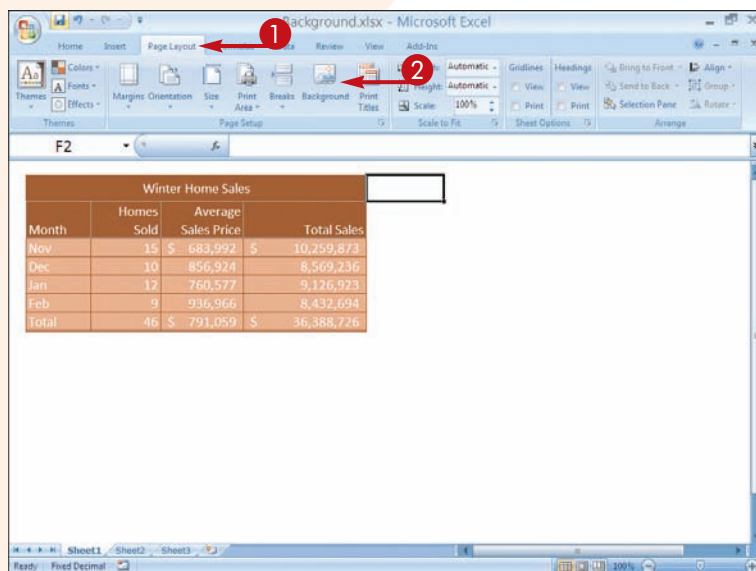 Background.xlsx - Microsoft Excel
1
Home Insert Page Layout Review View Add-Ins
2
Colors
Fonts
Effects
Themes
Margins Orientation Size Print Area Breaks Background Print Titles
Automatic
Height: Automatic
Scale: 100%
Gridlines Headings
View View
Print Print
Bring to Front
Send to Back
Selection Pane
Align
Group
Rotate
Themes Page Setup Scale to Fit Sheet Options Arrange
F2 fx
Winter Home Sales
Homes Average
Month Sold Sales Price Total Sales
Nov 15 $ 683,992 $ 10,259,873
Dec 10 856,924 8,569,236
Jan 12 760,577 9,126,923
Feb 9 936,966 8,432,694
Total 46 $ 791,059 $ 36,388,726
Sheet1 Sheet2 Sheet3
Ready Fixed Decimal 100%